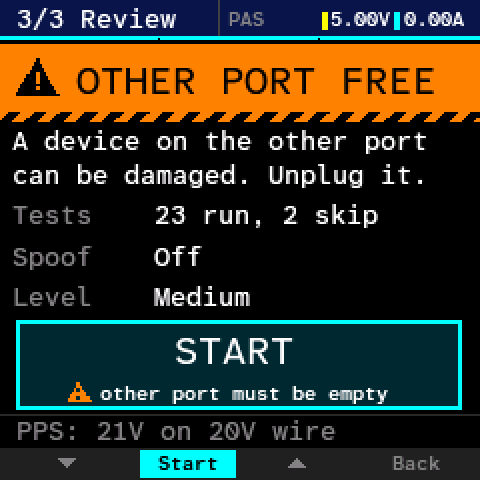 3/3 Review PAS 5.00V 0.00A
OTHER PORT FREE
A device on the other port
can be damaged. Unplug it.
Tests 23 run, 2 skip
Spoof Off
Level Medium
START
other port must be empty
PPS: 21V on 20V wire
Start Back